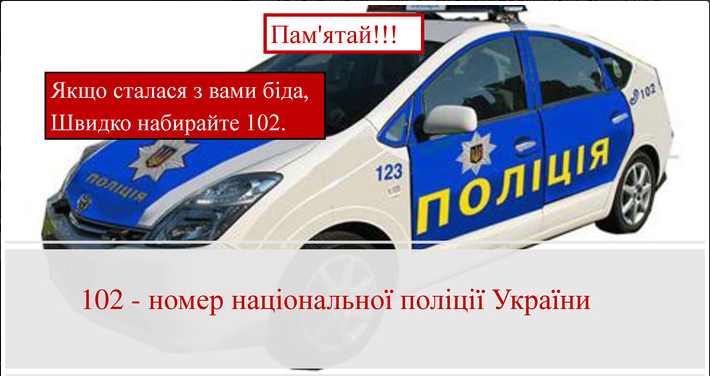 Пам'ятай!!!
Якщо сталася з вами біда,
Швидко набирайте 102.
102
123
ПОЛІЦІЯ
ПОЛІЦІЯ
102 - номер національної поліції України